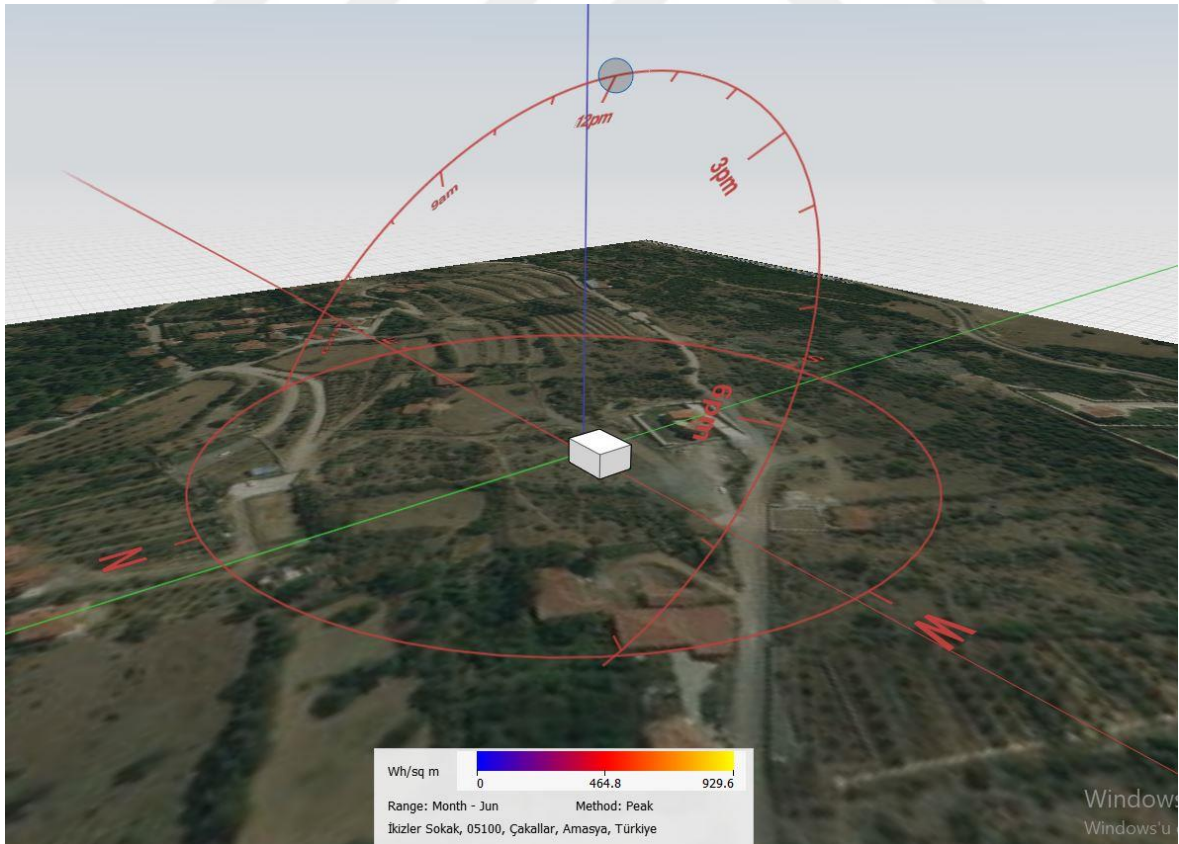 12pm
3pm
9am
6pm
N
W
Wh/sq m
0 464.8 929.6
Range: Month - Jun Method: Peak
İkizler Sokak, 05100, Çakallar, Amasya, Türkiye
Windows
Windows'u e